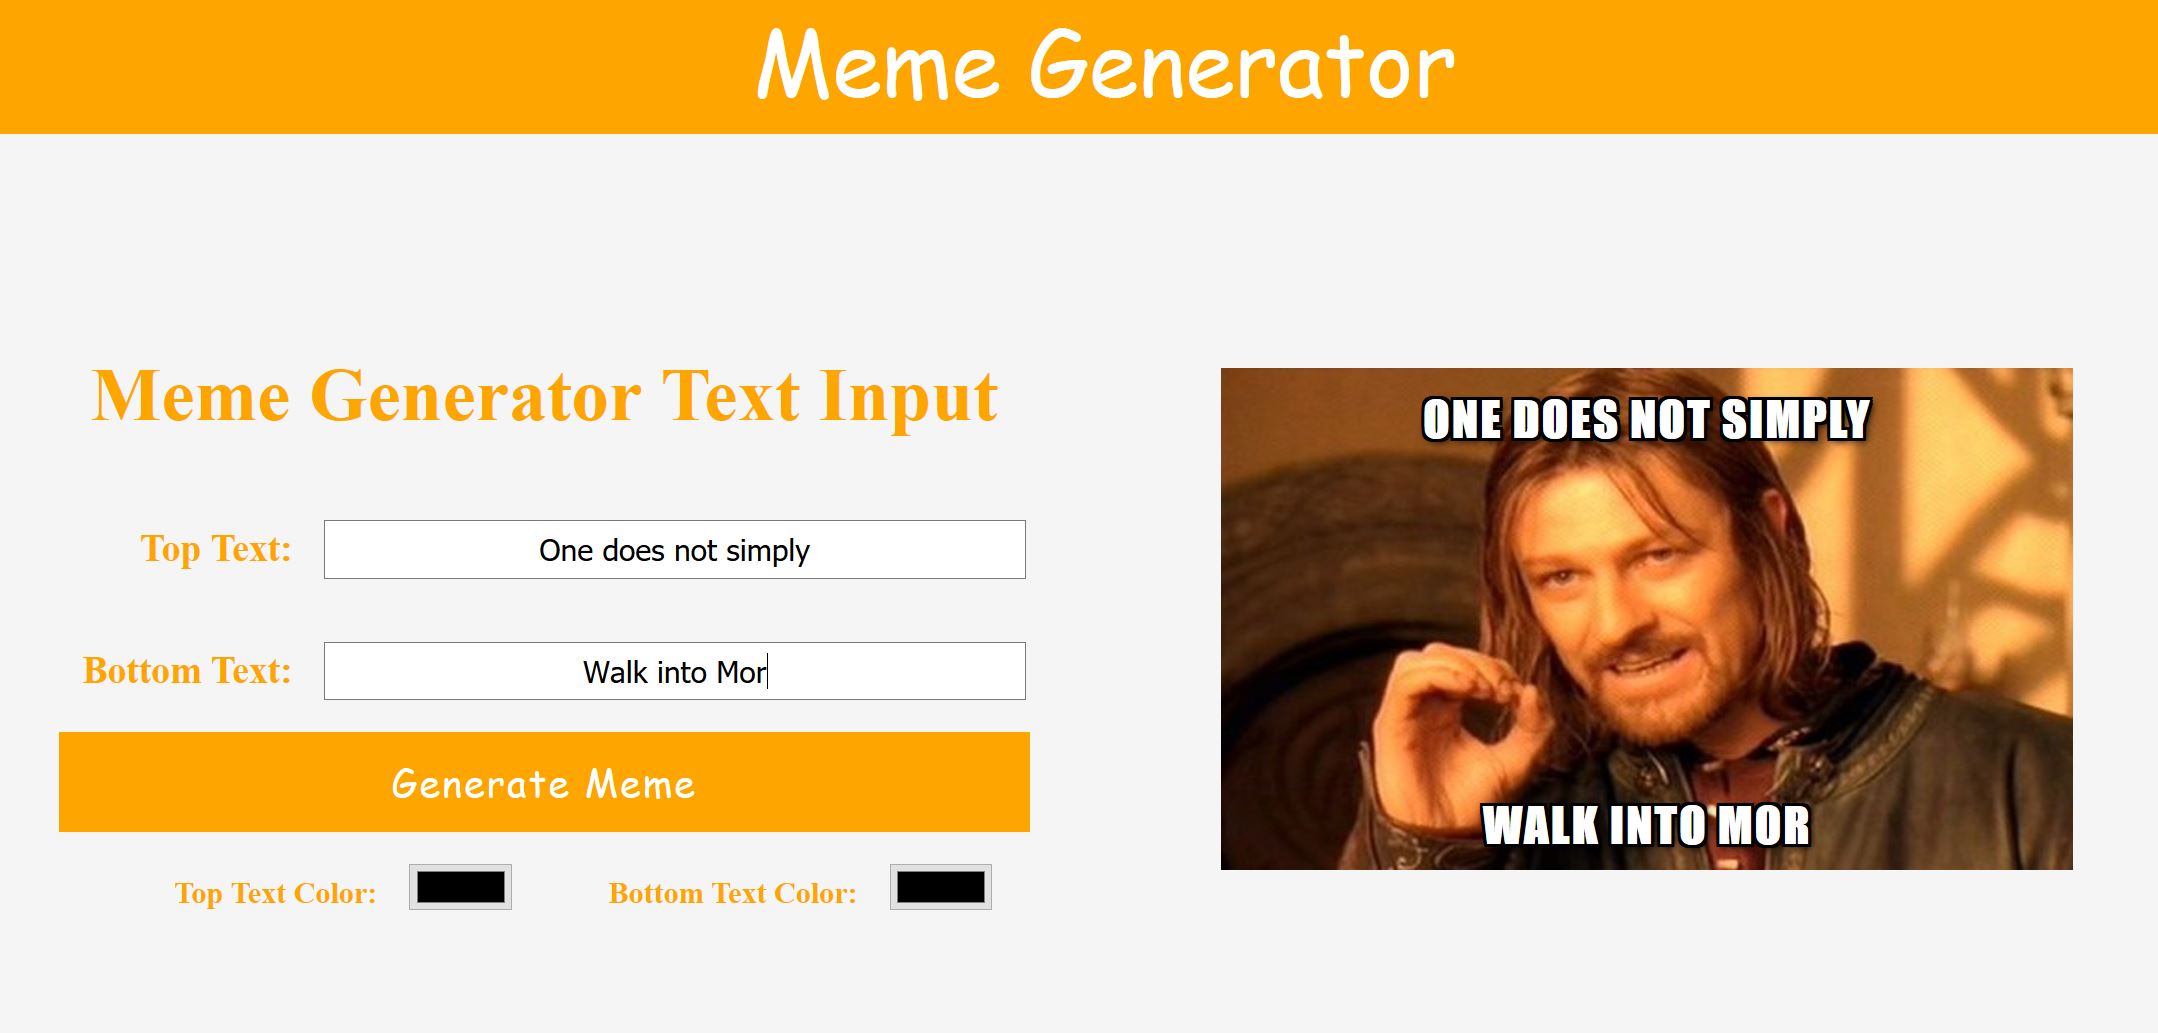 Meme Generator
Meme Generator Text Input
Top Text: One does not simply
Bottom Text: Walk into Mor
Generate Meme
Top Text Color: Bottom Text Color:
ONE DOES NOT SIMPLY
WALK INTO MOR